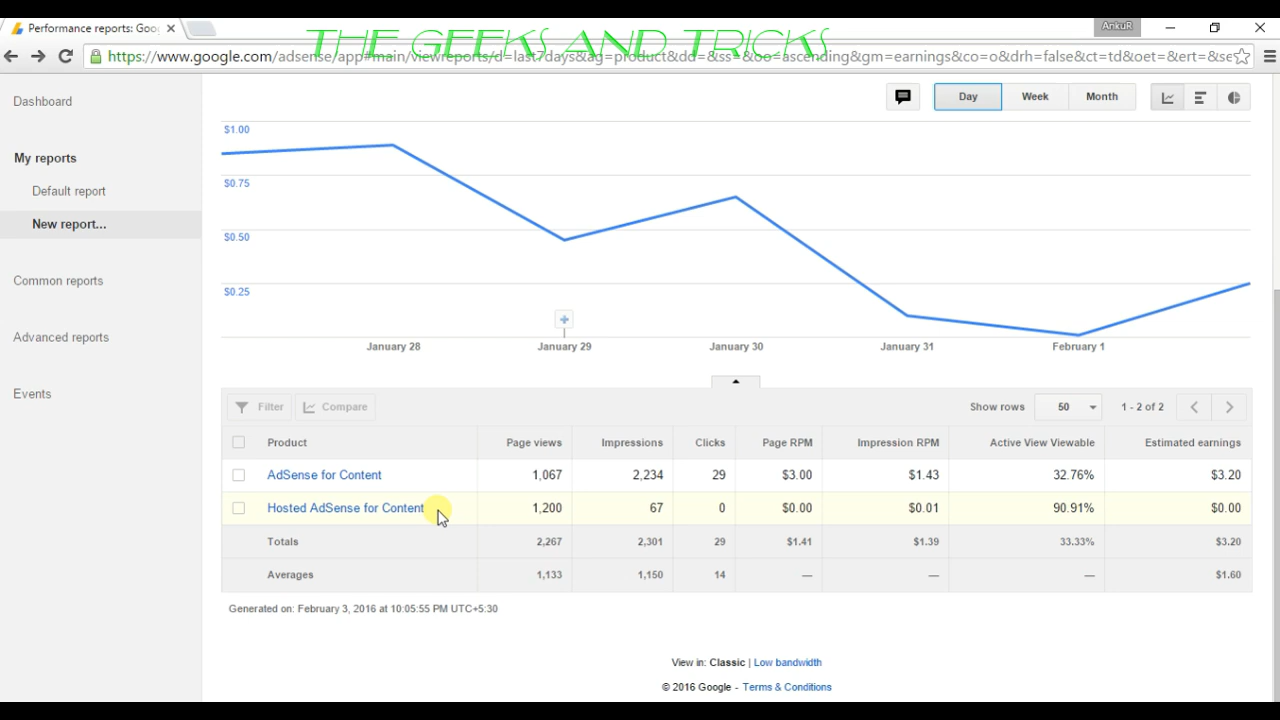 Performance reports: Goo
AnkuR
THE GEEKS AND TRICKS
https://www.google.com/adsense/app#main/viewreports/d=last7days&ag=product&dd=&ss=&oo=ascending&gm=earnings&co=o&drh=false&ct=td&oet=&ert=&se
Dashboard
My reports
Default report
New report...
Common reports
Advanced reports
Events
Day Week Month
$1.00
$0.75
$0.50
$0.25
January 28 January 29 January 30 January 31 February 1
Filter Compare Show rows 50 1 - 2 of 2
Product Page views Impressions Clicks Page RPM Impression RPM Active View Viewable Estimated earnings
AdSense for Content 1,067 2,234 29 $3.00 $1.43 32.76% $3.20
Hosted AdSense for Content 1,200 67 0 $0.00 $0.01 90.91% $0.00
Totals 2,267 2,301 29 $1.41 $1.39 33.33% $3.20
Averages 1,133 1,150 14 — — — $1.60
Generated on: February 3, 2016 at 10:05:55 PM UTC+5:30
View in: Classic | Low bandwidth
© 2016 Google - Terms & Conditions